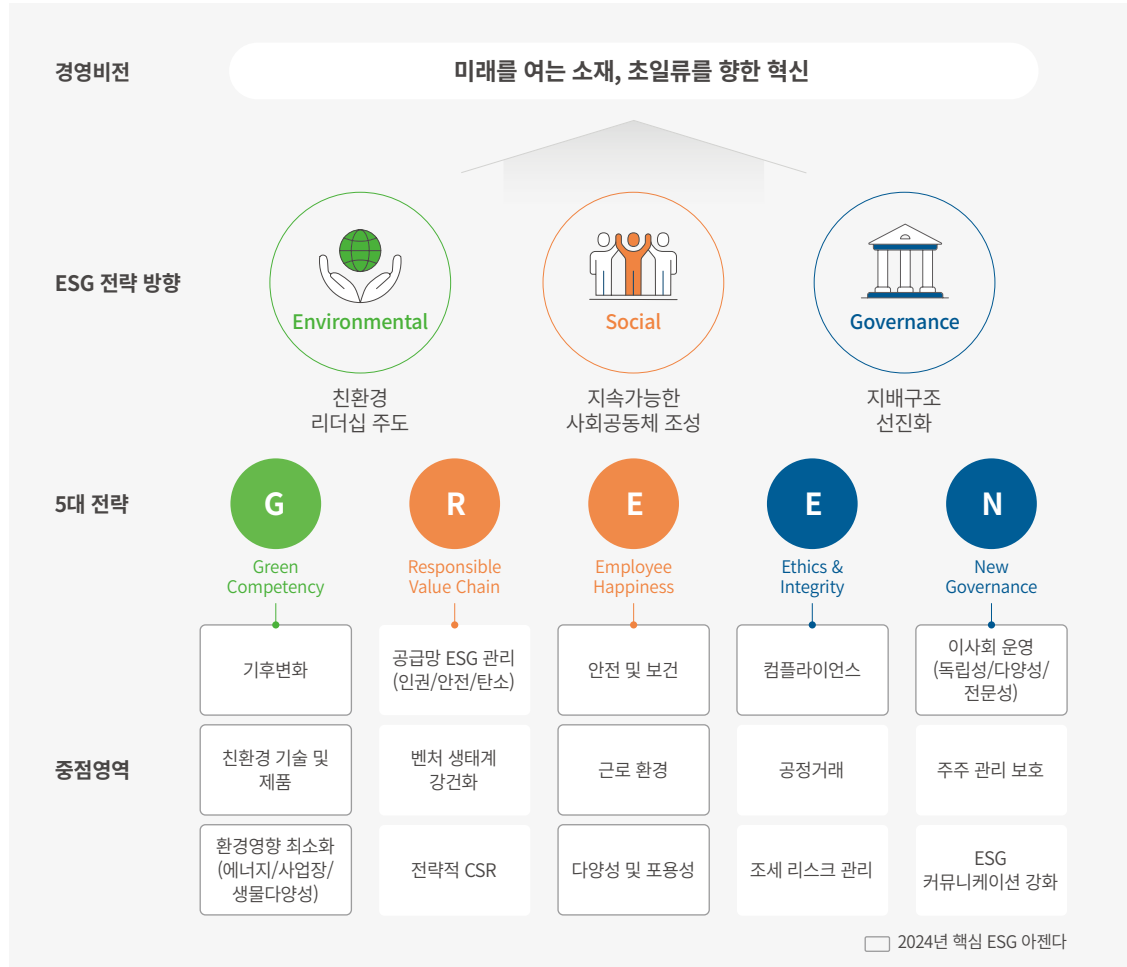 경영비전
미래를 여는 소재, 초일류를 향한 혁신
ESG 전략 방향
Environmental
Social
Governance
친환경
리더십 주도
지속가능한
사회공동체 조성
지배구조
선진화
5대 전략
G
R
E
E
N
Green
Competency
Responsible
Value Chain
Employee
Happiness
Ethics &
Integrity
New
Governance
중점영역
기후변화
공급망 ESG 관리
(인권/안전/탄소)
안전 및 보건
컴플라이언스
이사회 운영
(독립성/다양성/
전문성)
친환경 기술 및
제품
벤처 생태계
강건화
근로 환경
공정거래
주주 관리 보호
환경영향 최소화
(에너지/사업장/
생물다양성)
전략적 CSR
다양성 및 포용성
조세 리스크 관리
ESG
커뮤니케이션 강화
2024년 핵심 ESG 아젠다